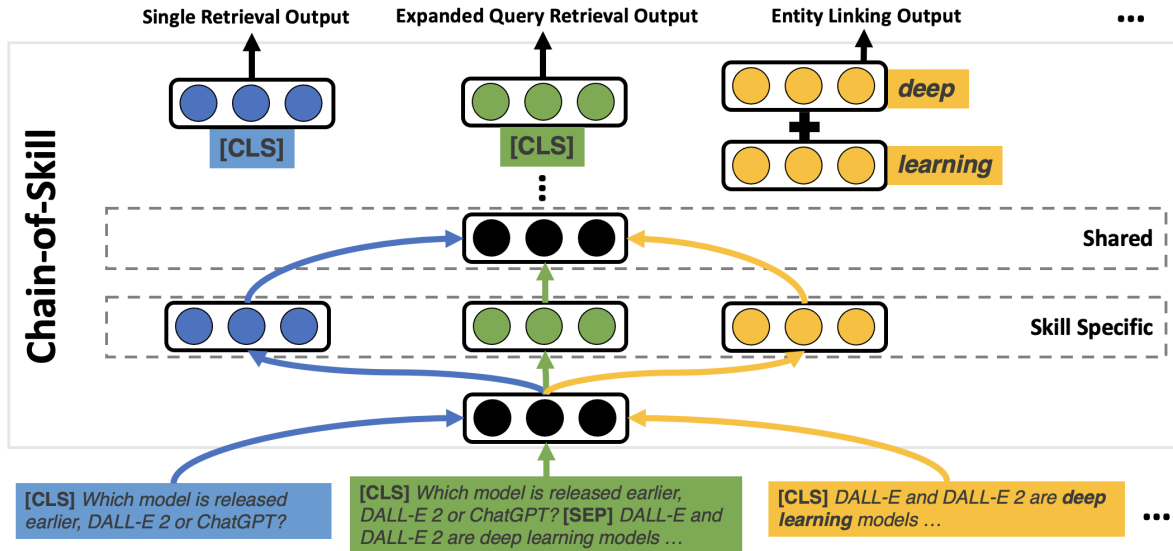 Single Retrieval Output
Expanded Query Retrieval Output
Entity Linking Output
...
[CLS]
[CLS]
deep
+
learning
Chain-of-Skill
Shared
Skill Specific
[CLS] Which model is released
earlier, DALL-E 2 or ChatGPT?
[CLS] Which model is released earlier,
DALL-E 2 or ChatGPT? [SEP] DALL-E and
DALL-E 2 are deep learning models ...
[CLS] DALL-E and DALL-E 2 are deep
learning models ...
...